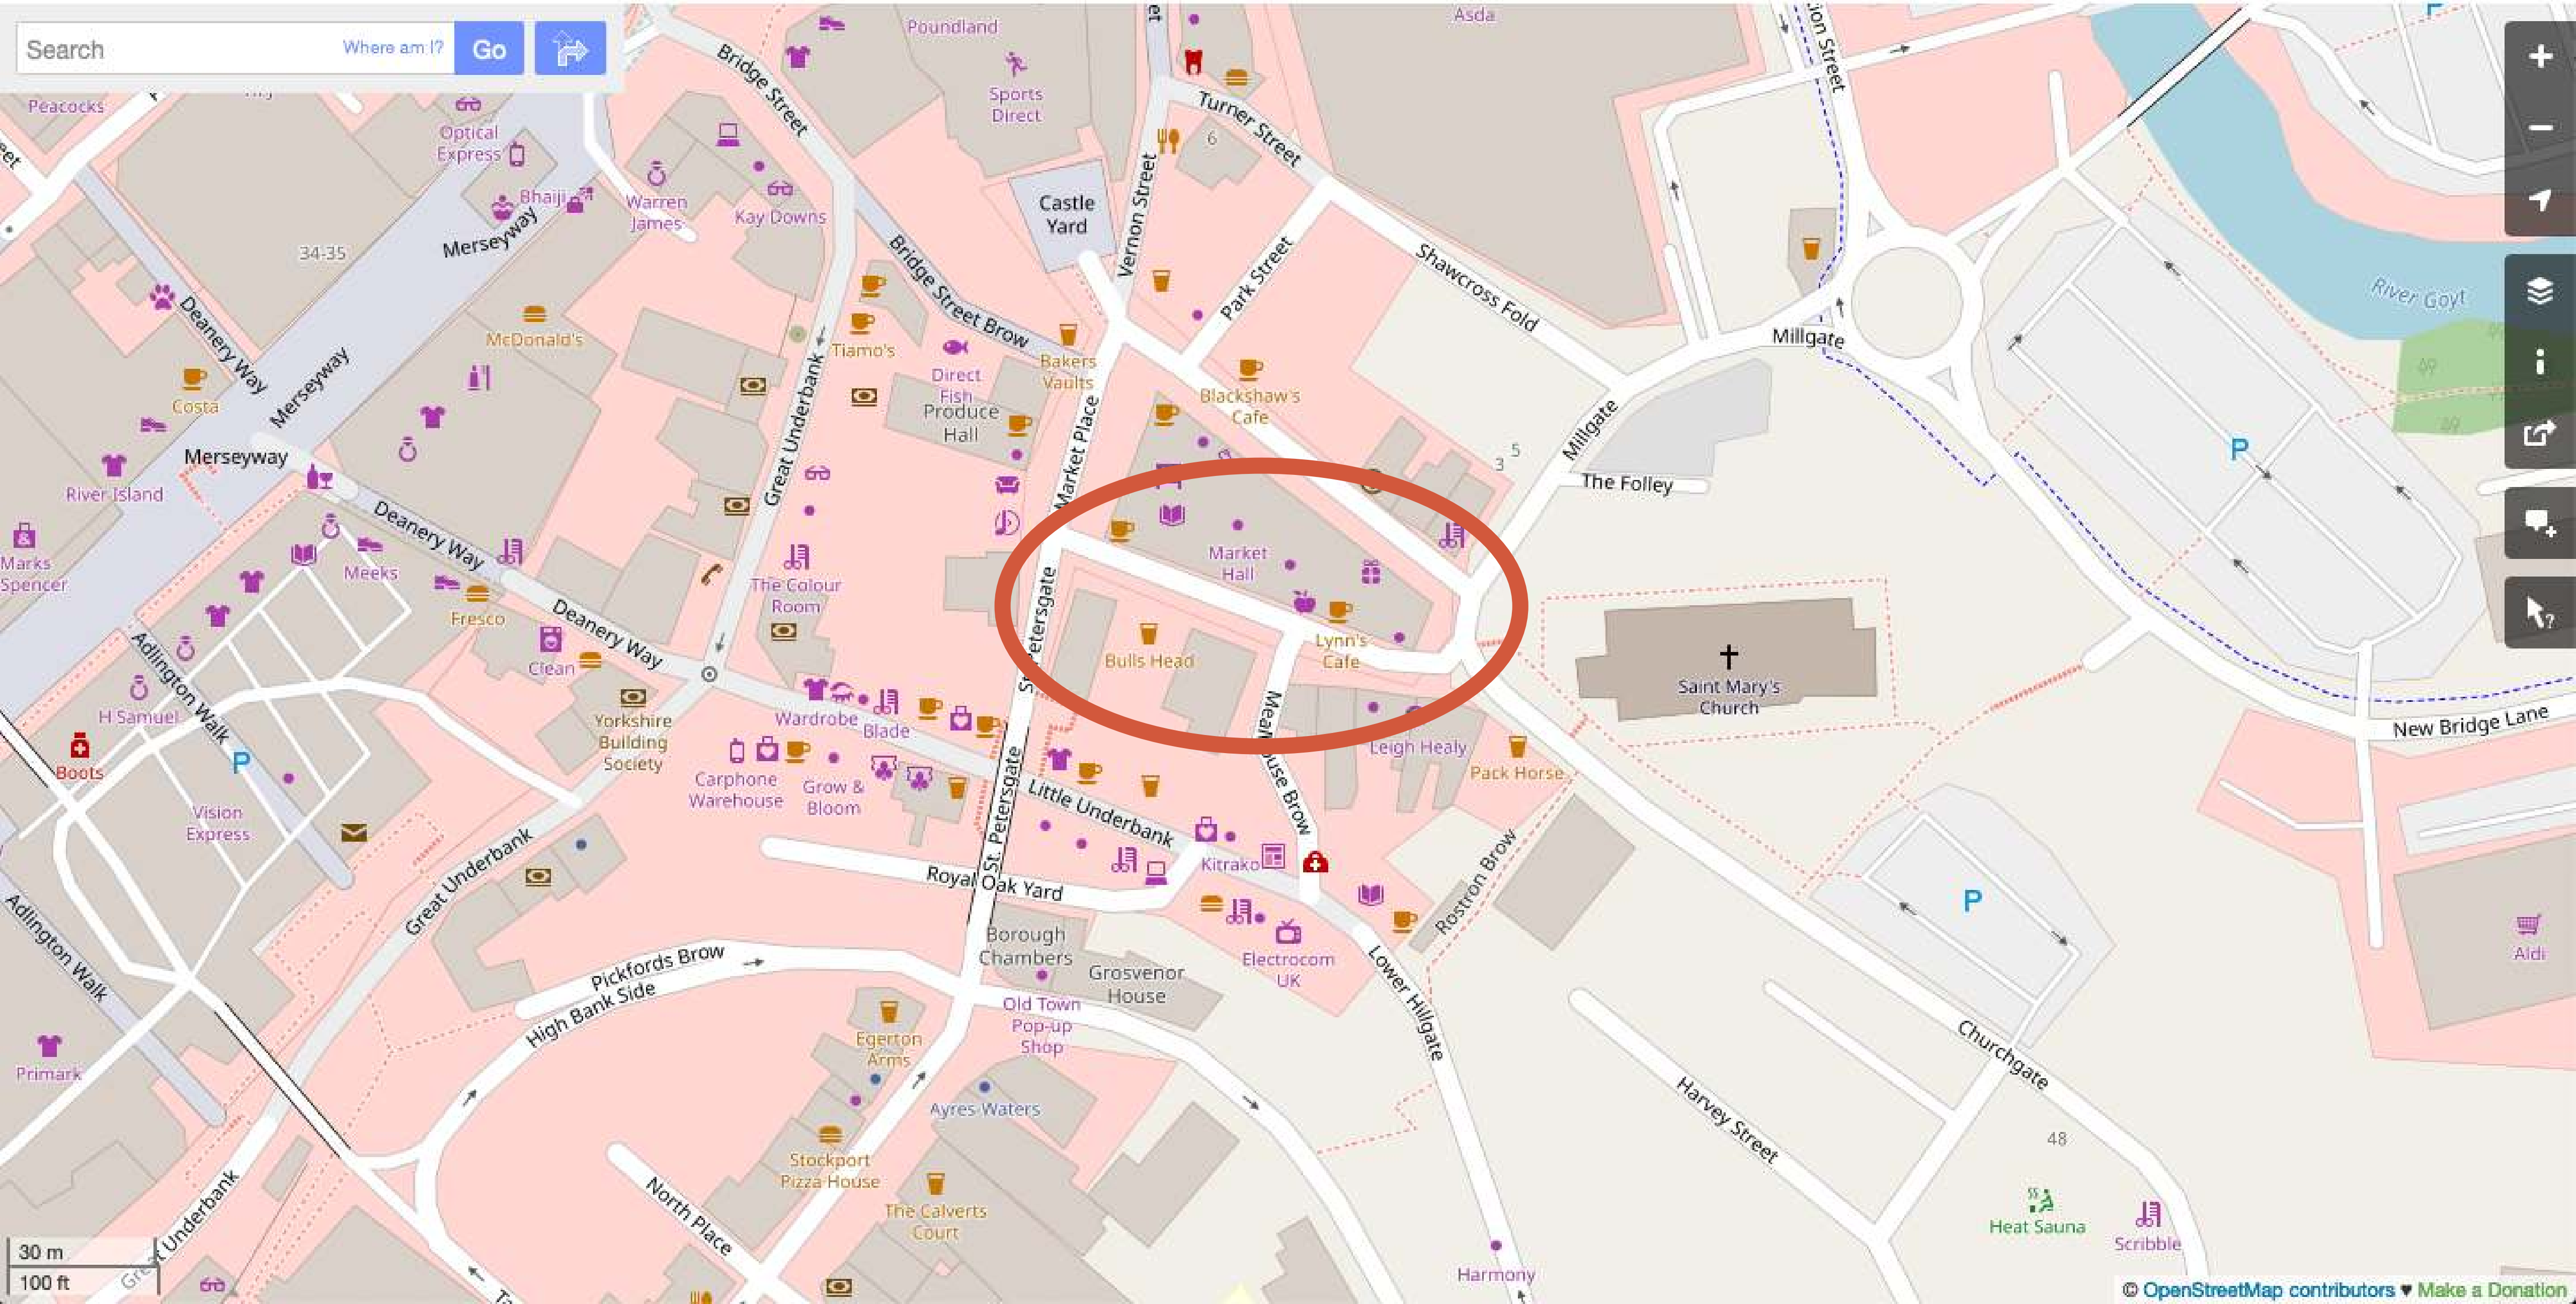 Search
Where am I?
Go
Poundland
Asda
Peacocks
Optical
Express
Bridge Street
Sports
Direct
Turner Street
6
Bhaiji
Merseyway
Warren
James
Kay Downs
Castle
Yard
Vernon Street
34-35
Deanery Way
McDonald's
Merseyway
Costa
Merseyway
River Island
Bridge Street Brow
Tiamo's
Direct
Fish
Produce
Hall
Bakers
Vaults
Park Street
Blackshaw's
Cafe
Shawcross Fold
Millgate
River Goyt
Millgate
3
5
The Folley
P
Great Underbank
Market Place
Deanery Way
Marks
Spencer
Meeks
Fresco
The Colour
Room
Deanery Way
Clean
Market
Hall
Lynn's
Cafe
Bulls Head
St. Petersgate
Saint Mary's
Church
Adlington Walk
H Samuel
Boots
P
Vision
Express
Yorkshire
Building
Society
Wardrobe
Blade
Carphone
Warehouse
Grow &
Bloom
Little Underbank
St. Petersgate
Leigh Healy
Pack Horse
New Bridge Lane
Kitrako
Royal Oak Yard
Rostron Brow
P
Aldi
Great Underbank
Adlington Walk
Pickfords Brow
High Bank Side
Borough
Chambers
Grosvenor
House
Old Town
Pop-up
Shop
Electrocom
UK
Lower Hillgate
Egerton
Arms
Ayres Waters
Primark
Churchgate
Harvey Street
48
Stockport
Pizza House
The Calverts
Court
North Place
Great Underbank
Heat Sauna
Scribble
Harmony
30 m
100 ft
© OpenStreetMap contributors ♥ Make a Donation